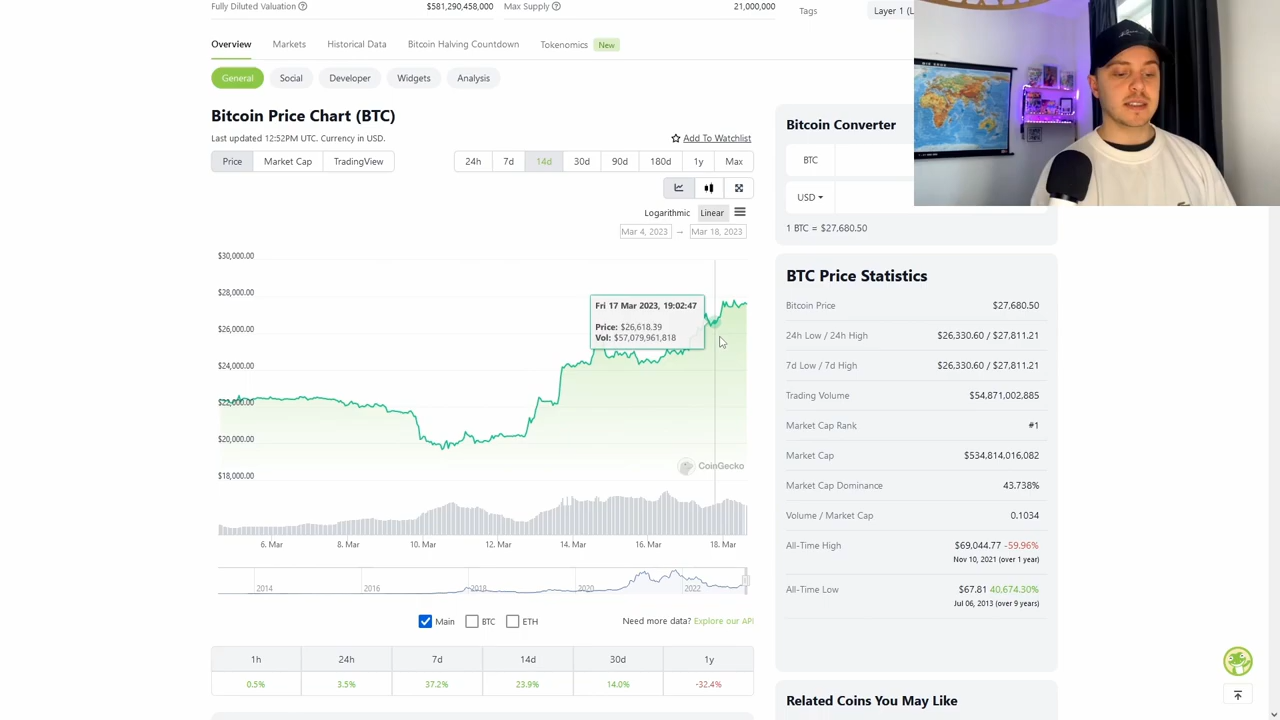 Fully Diluted Valuation
$581,290,458,000
Max Supply
21,000,000
Tags
Layer 1 (L
Overview
Markets
Historical Data
Bitcoin Halving Countdown
Tokenomics
New
General
Social
Developer
Widgets
Analysis
Bitcoin Price Chart (BTC)
Last updated 12:52PM UTC. Currency in USD.
Add To Watchlist
Price
Market Cap
TradingView
24h
7d
14d
30d
90d
180d
1y
Max
Logarithmic
Linear
Mar 4, 2023
→
Mar 18, 2023
$30,000.00
$28,000.00
$26,000.00
$24,000.00
$22,000.00
$20,000.00
$18,000.00
Fri 17 Mar 2023, 19:02:47
Price: $26,618.39
Vol: $57,079,961,818
CoinGecko
6. Mar
8. Mar
10. Mar
12. Mar
14. Mar
16. Mar
18. Mar
2014
2016
2018
2020
2022
Main
BTC
ETH
Need more data? Explore our API
1h
24h
7d
14d
30d
1y
0.5%
3.5%
37.2%
23.9%
14.0%
-32.4%
Bitcoin Converter
BTC
USD
1 BTC = $27,680.50
BTC Price Statistics
Bitcoin Price
$27,680.50
24h Low / 24h High
$26,330.60 / $27,811.21
7d Low / 7d High
$26,330.60 / $27,811.21
Trading Volume
$54,871,002,885
Market Cap Rank
#1
Market Cap
$534,814,016,082
Market Cap Dominance
43.738%
Volume / Market Cap
0.1034
All-Time High
$69,044.77 -59.96%
Nov 10, 2021 (over 1 year)
All-Time Low
$67.81 40,674.30%
Jul 06, 2013 (over 9 years)
Related Coins You May Like